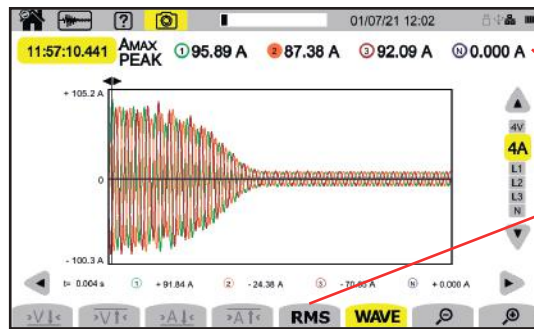 ? 01/07/21 12:02
11:57:10.441 AMAX PEAK 1 95.89 A 2 87.38 A 3 92.09 A N 0.000 A
+ 105.2 A
0
- 100.3 A
4V
4A
L1
L2
L3
N
t= 0.004 s 1 + 91.84 A 2 - 24.36 A 3 N + 0.000 A
>V↓< >V↑< >A↓< >A↑< RMS WAVE